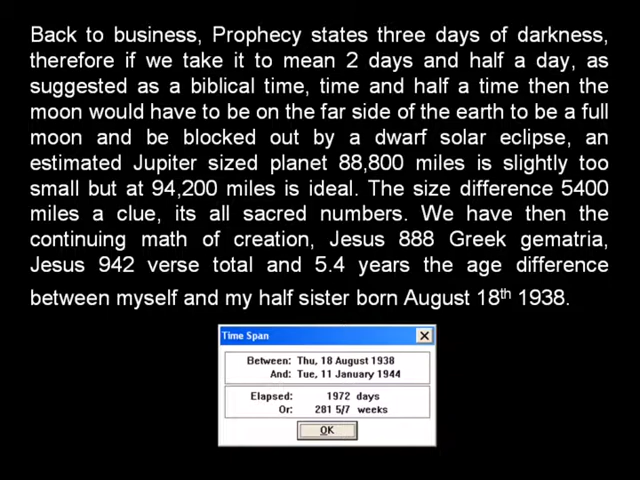 Back to business, Prophecy states three days of darkness,
therefore if we take it to mean 2 days and half a day, as
suggested as a biblical time, time and half a time then the
moon would have to be on the far side of the earth to be a full
moon and be blocked out by a dwarf solar eclipse, an
estimated Jupiter sized planet 88,800 miles is slightly too
small but at 94,200 miles is ideal. The size difference 5400
miles a clue, its all sacred numbers. We have then the
continuing math of creation, Jesus 888 Greek gematria,
Jesus 942 verse total and 5.4 years the age difference
between myself and my half sister born August 18th 1938.
Time Span
Between: Thu, 18 August 1938
And: Tue, 11 January 1944
Elapsed: 1972 days
Or: 281 5/7 weeks
OK